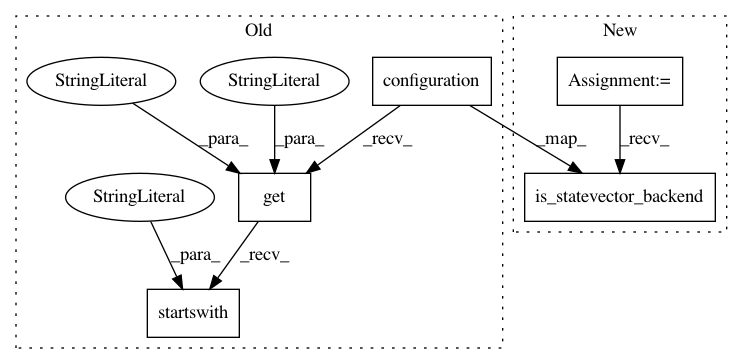 Old
New
StringLiteral
StringLiteral
configuration
Assignment:=
_para_
_para_
_recv_
_map_
_recv_
StringLiteral
get
is_statevector_backend
_para_
_recv_
startswith